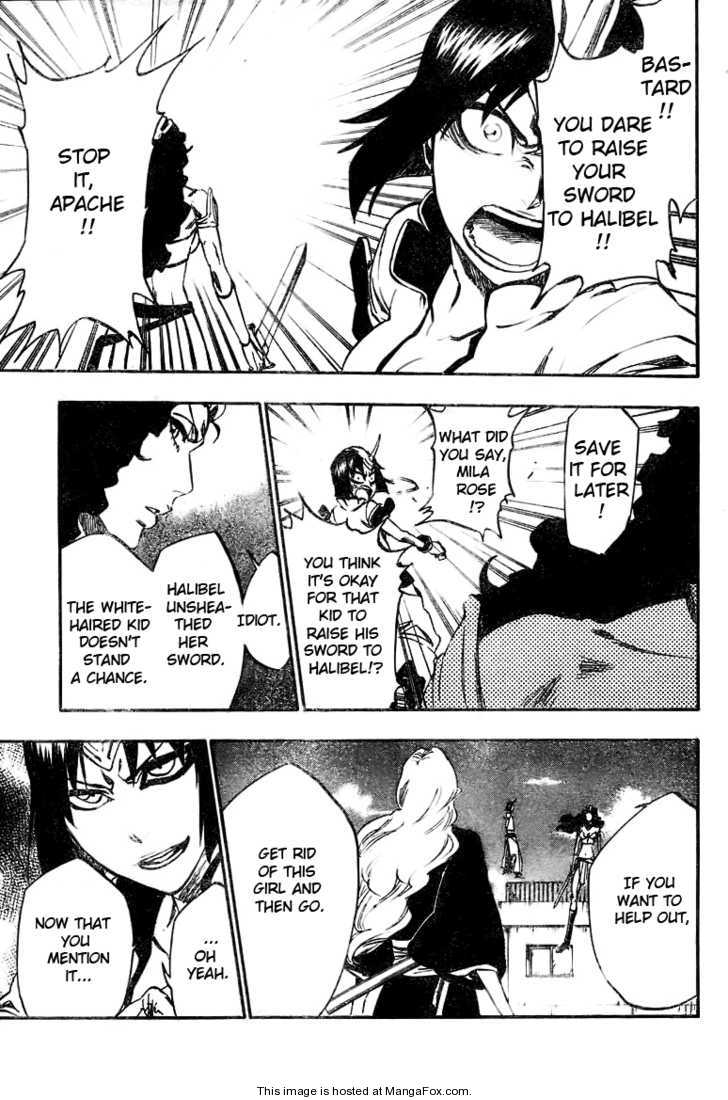 BAS-
TARD
!!
YOU DARE
TO RAISE
YOUR
SWORD
TO HALIBEL
!!
STOP
IT,
APACHE
!!
SAVE
IT FOR
LATER
!
WHAT DID
YOU SAY,
MILA
ROSE
!?
YOU THINK
IT'S OKAY
FOR THAT
KID TO
RAISE HIS
SWORD TO
HALIBEL!?
IDIOT.
HALIBEL
UNSHEA-
THED
HER
SWORD.
THE WHITE-
HAIRED KID
DOESN'T
STAND
A CHANCE.
IF YOU
WANT TO
HELP OUT,
GET RID
OF THIS
GIRL AND
THEN GO.
...
OH
YEAH.
NOW THAT
YOU
MENTION
IT...
This image is hosted at MangaFox.com.